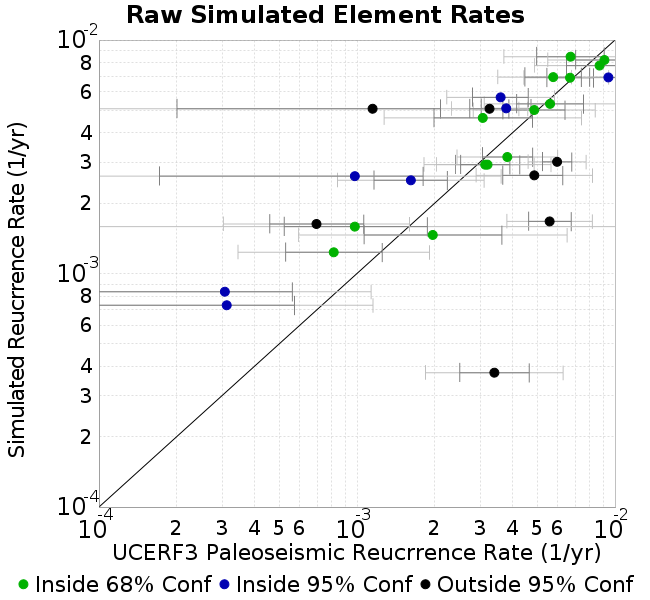 Raw Simulated Element Rates
10-2
8
6
4
3
2
10-3
8
6
4
3
2
10-4
Simulated Reucrrence Rate (1/yr)
10-4 2 3 4 5 6 10-3 2 3 4 5 6 10-2
UCERF3 Paleoseismic Reucrrence Rate (1/yr)
Inside 68% Conf Inside 95% Conf Outside 95% Conf